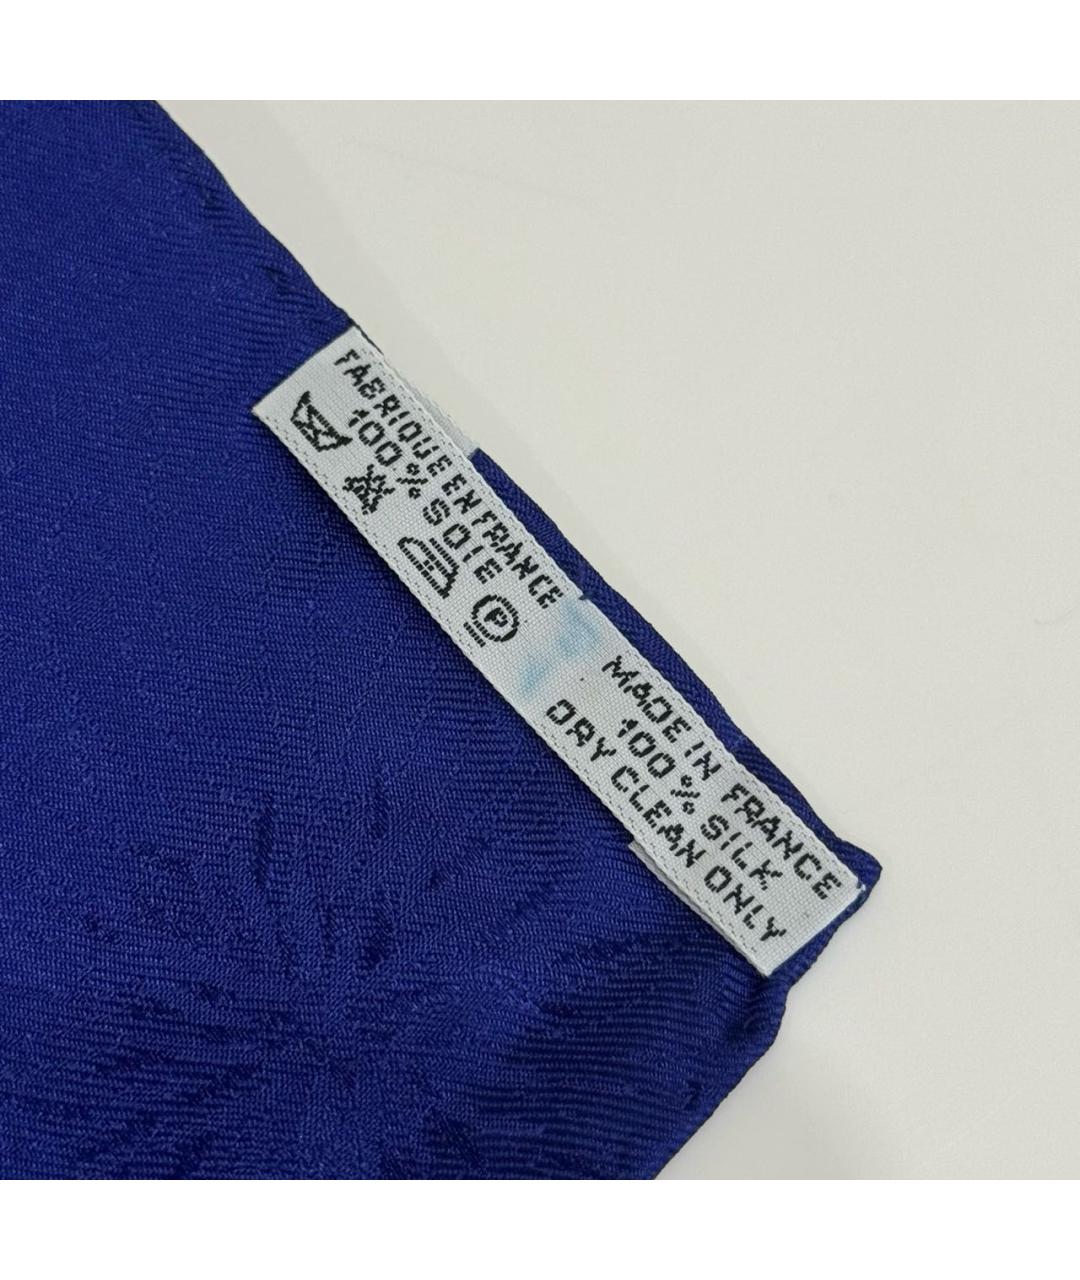 FABRIQUE EN FRANCE
100% SOIE
P
MADE IN FRANCE
100% SILK
DRY CLEAN ONLY